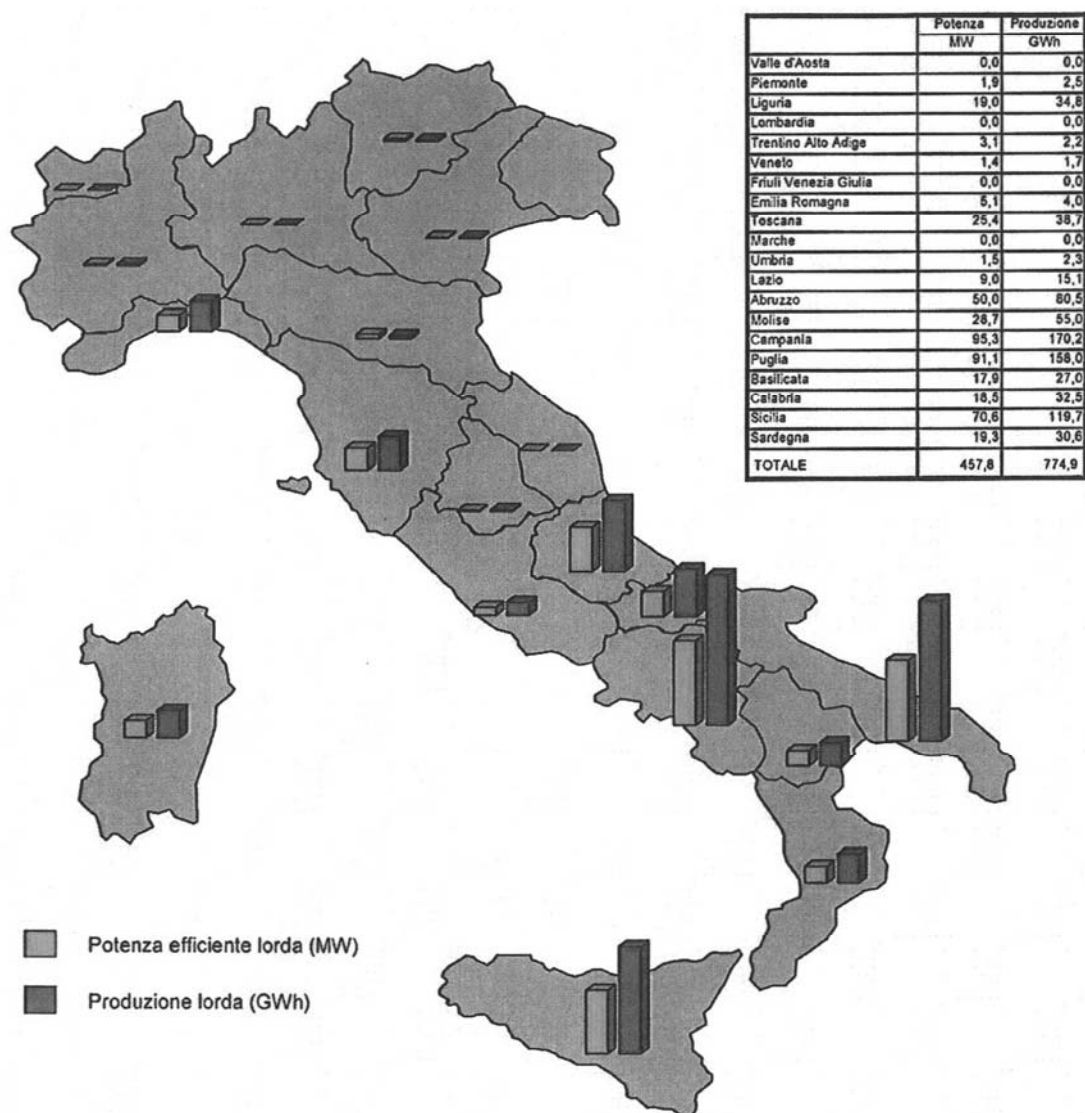 Potenza Produzione
MW GWh
Valle d'Aosta 0,0 0,0
Piemonte 1,9 2,5
Liguria 19,0 34,8
Lombardia 0,0 0,0
Trentino Alto Adige 3,1 2,2
Veneto 1,4 1,7
Friuli Venezia Giulia 0,0 0,0
Emilia Romagna 5,1 4,0
Toscana 25,4 38,7
Marche 0,0 0,0
Umbria 1,5 2,3
Lazio 9,0 15,1
Abruzzo 50,0 80,5
Molise 28,7 55,0
Campania 95,3 170,2
Puglia 91,1 158,0
Basilicata 17,9 27,0
Calabria 18,5 32,5
Sicilia 70,6 119,7
Sardegna 19,3 30,6
TOTALE 457,8 774,9
Potenza efficiente lorda (MW)
Produzione lorda (GWh)